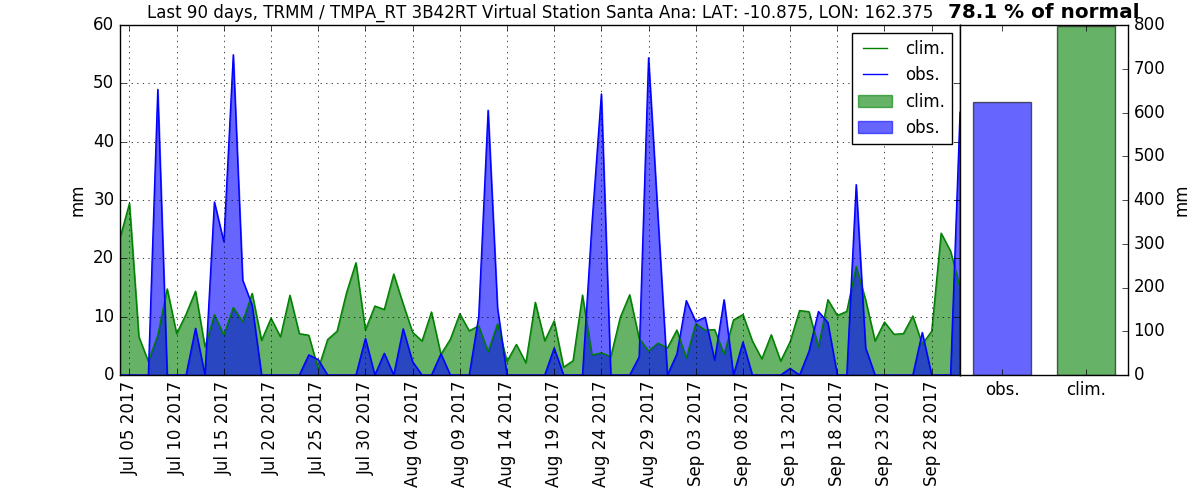 Last 90 days, TRMM / TMPA_RT 3B42RT Virtual Station Santa Ana: LAT: -10.875, LON: 162.375 78.1 % of normal
60
50
40
30
20
10
0
mm
clim.
obs.
clim.
obs.
800
700
600
500
400
300
200
100
0
mm
Jul 05 2017
Jul 10 2017
Jul 15 2017
Jul 20 2017
Jul 25 2017
Jul 30 2017
Aug 04 2017
Aug 09 2017
Aug 14 2017
Aug 19 2017
Aug 24 2017
Aug 29 2017
Sep 03 2017
Sep 08 2017
Sep 13 2017
Sep 18 2017
Sep 23 2017
Sep 28 2017
obs. clim.